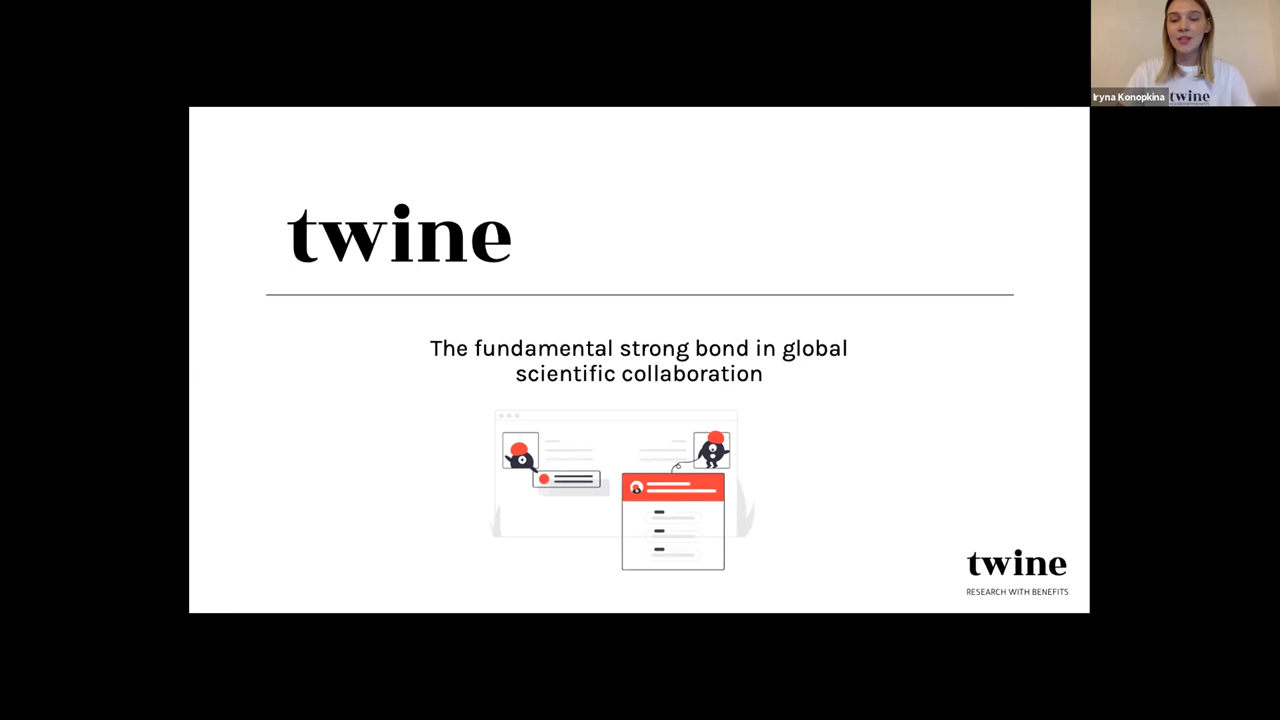 Iryna Konopkina
twine
twine
The fundamental strong bond in global
scientific collaboration
twine
RESEARCH WITH BENEFITS